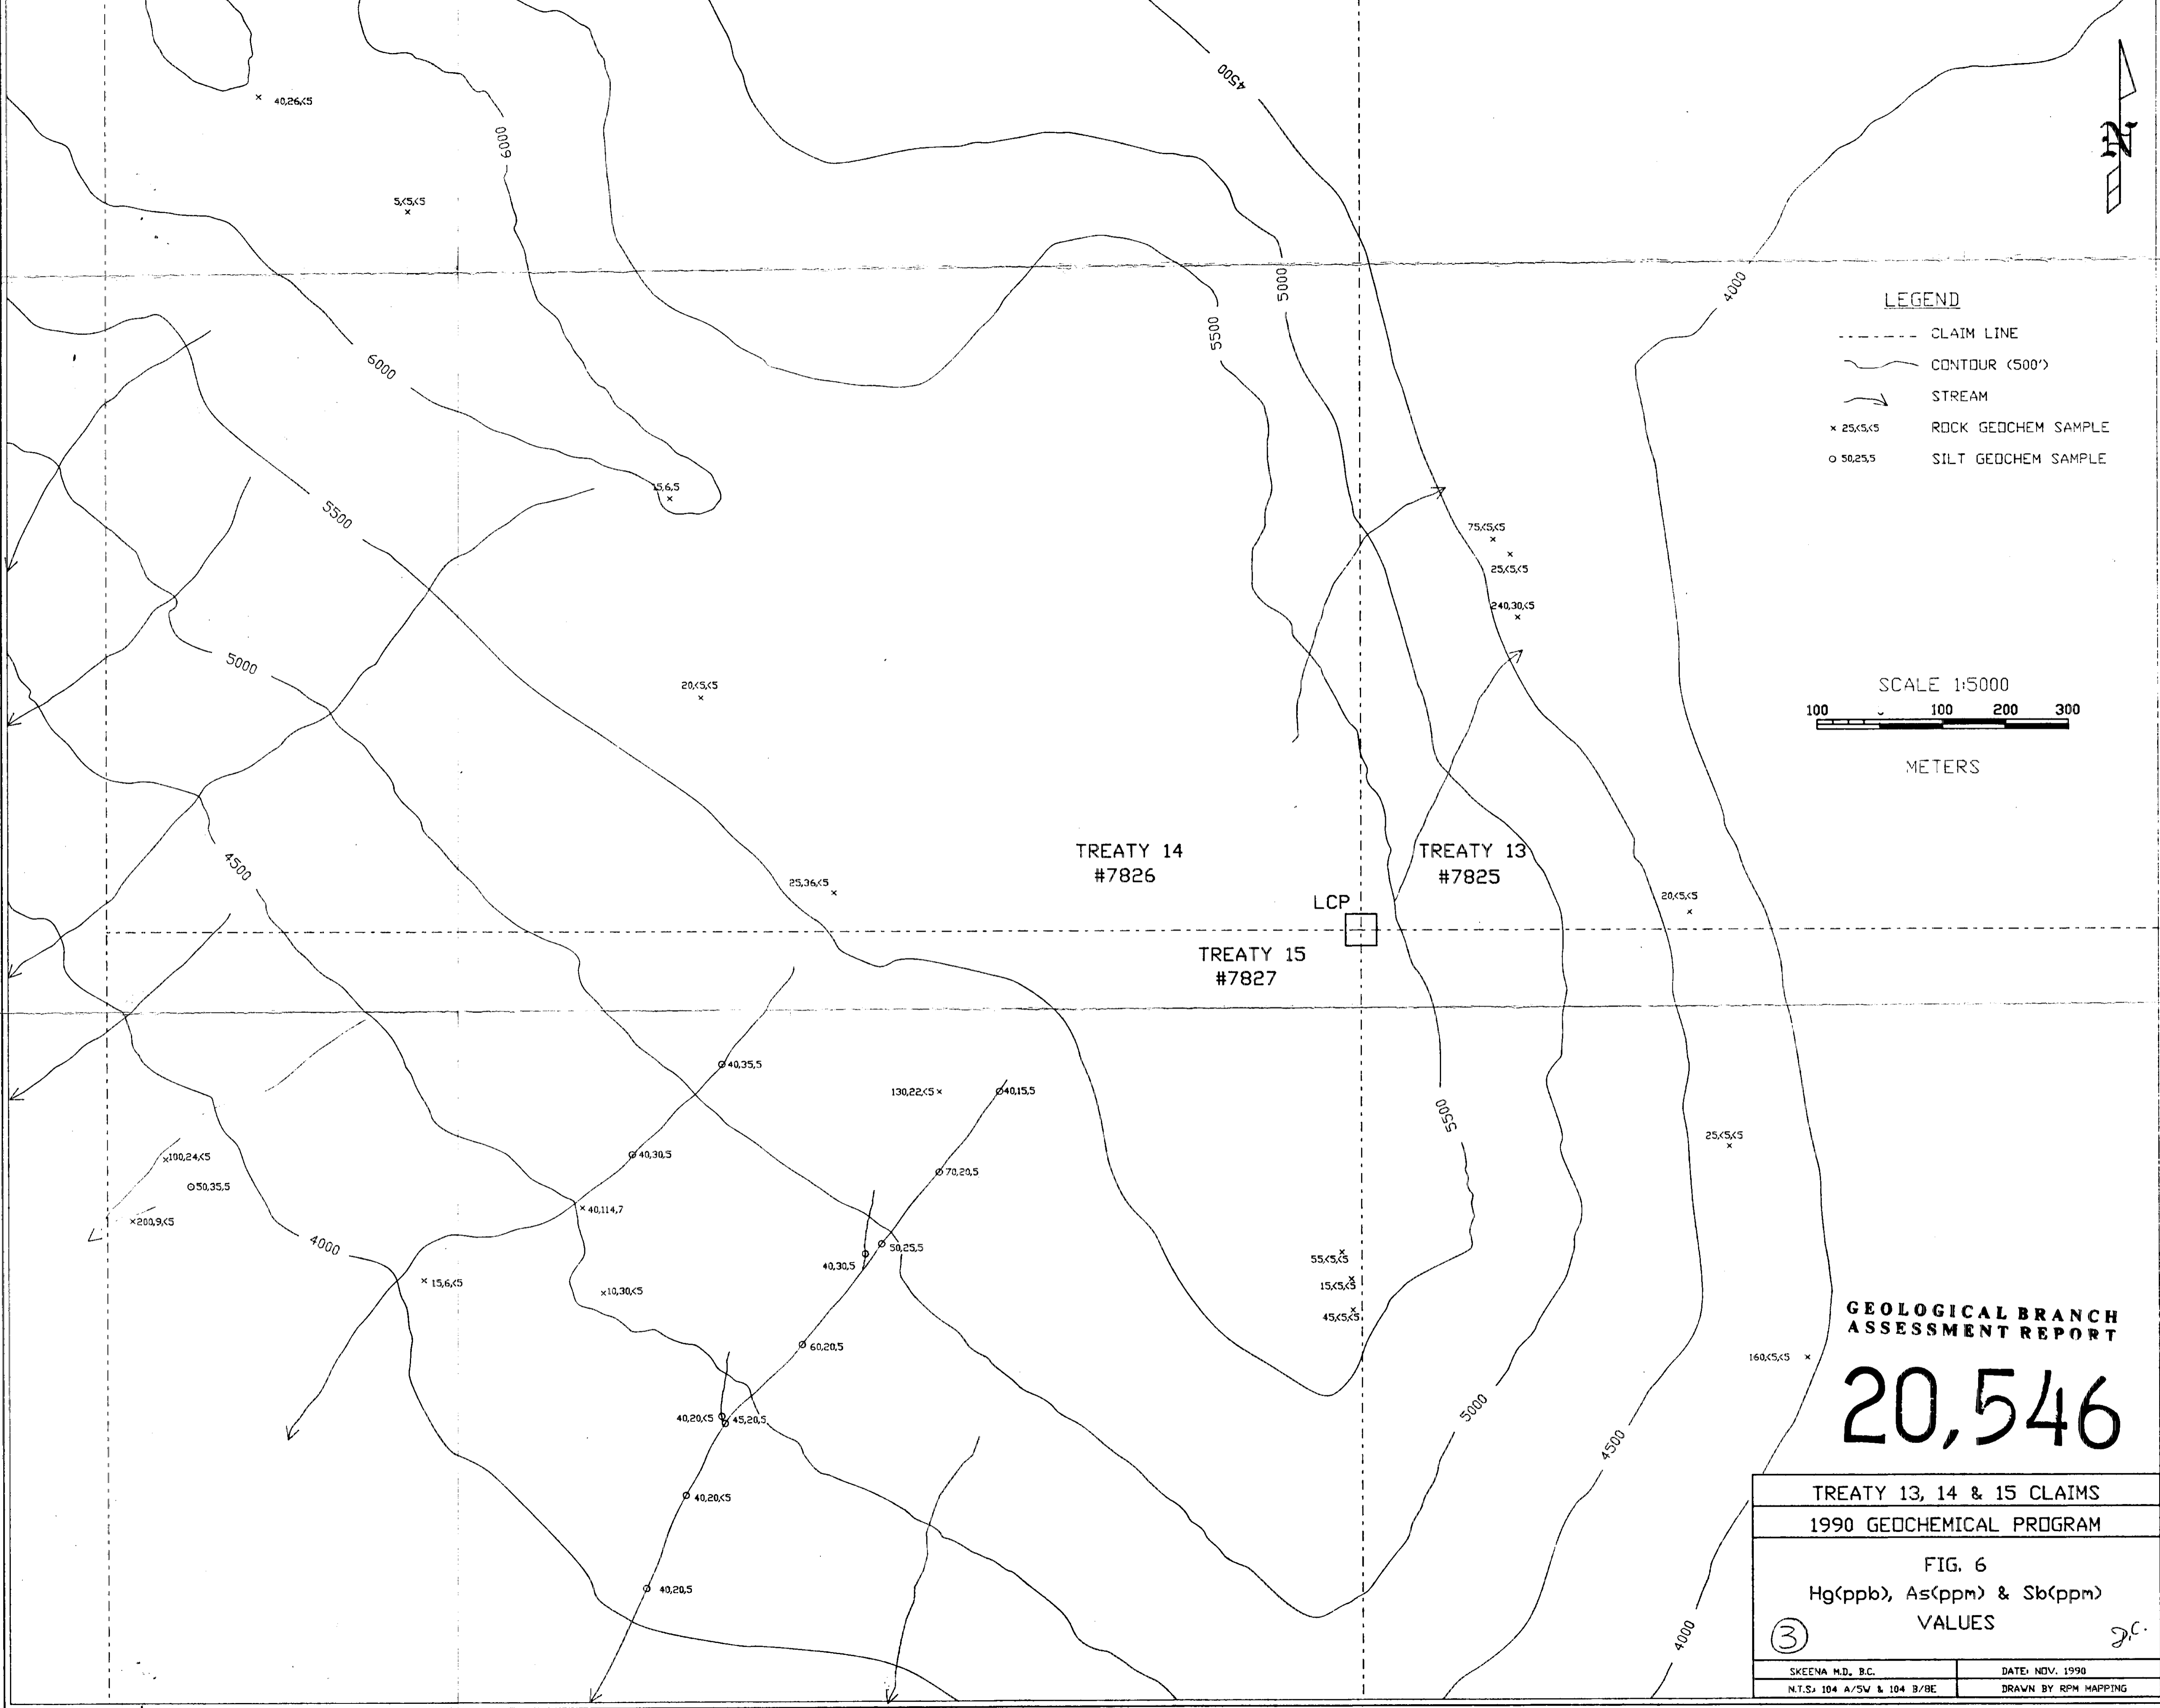 4500
N
40,26,<5
6000
5,<5,<5
4000
5000
5500
LEGEND
CLAIM LINE
CONTOUR (500')
STREAM
25,<5,<5 ROCK GEOCHEM SAMPLE
50,25,5 SILT GEOCHEM SAMPLE
6000
15,6,5
5500
75,<5,<5
25,<5,<5
240,30,<5
5000
20,<5,<5
SCALE 1:5000
100 0 100 200 300
METERS
4500
TREATY 14
#7826
TREATY 13
#7825
25,36,<5
LCP
20,<5,<5
TREATY 15
#7827
40,35,5
130,22,<5
40,15,5
5500
25,<5,<5
100,24,<5
40,30,5
70,20,5
50,35,5
200,9,<5
40,114,7
4000
50,25,5
40,30,5
55,<5,<5
15,6,<5
10,30,<5
15,<5,<5
45,<5,<5
60,20,5
160,<5,<5
GEOLOGICAL BRANCH
ASSESSMENT REPORT
20,546
40,20,<5
45,20,5
5000
4500
40,20,<5
40,20,5
4000
TREATY 13, 14 & 15 CLAIMS
1990 GEOCHEMICAL PROGRAM
FIG. 6
Hg(ppb), As(ppm) & Sb(ppm)
VALUES
3
J.C.
SKEENA M.D. B.C.
DATE: NOV. 1990
N.T.S.: 104 A/5W & 104 B/8E
DRAWN BY RPM MAPPING